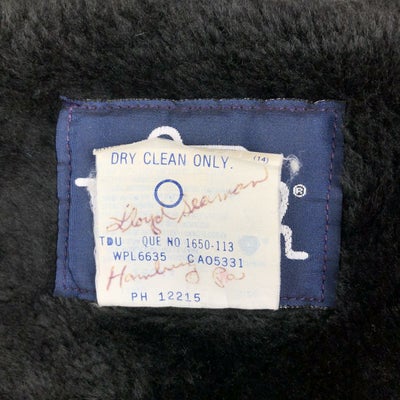 DRY CLEAN ONLY. (14)
®
Lloyd Seaman
TDU QUE NO 1650-113
WPL6635 CA05331
Hamburg Pa
PH 12215